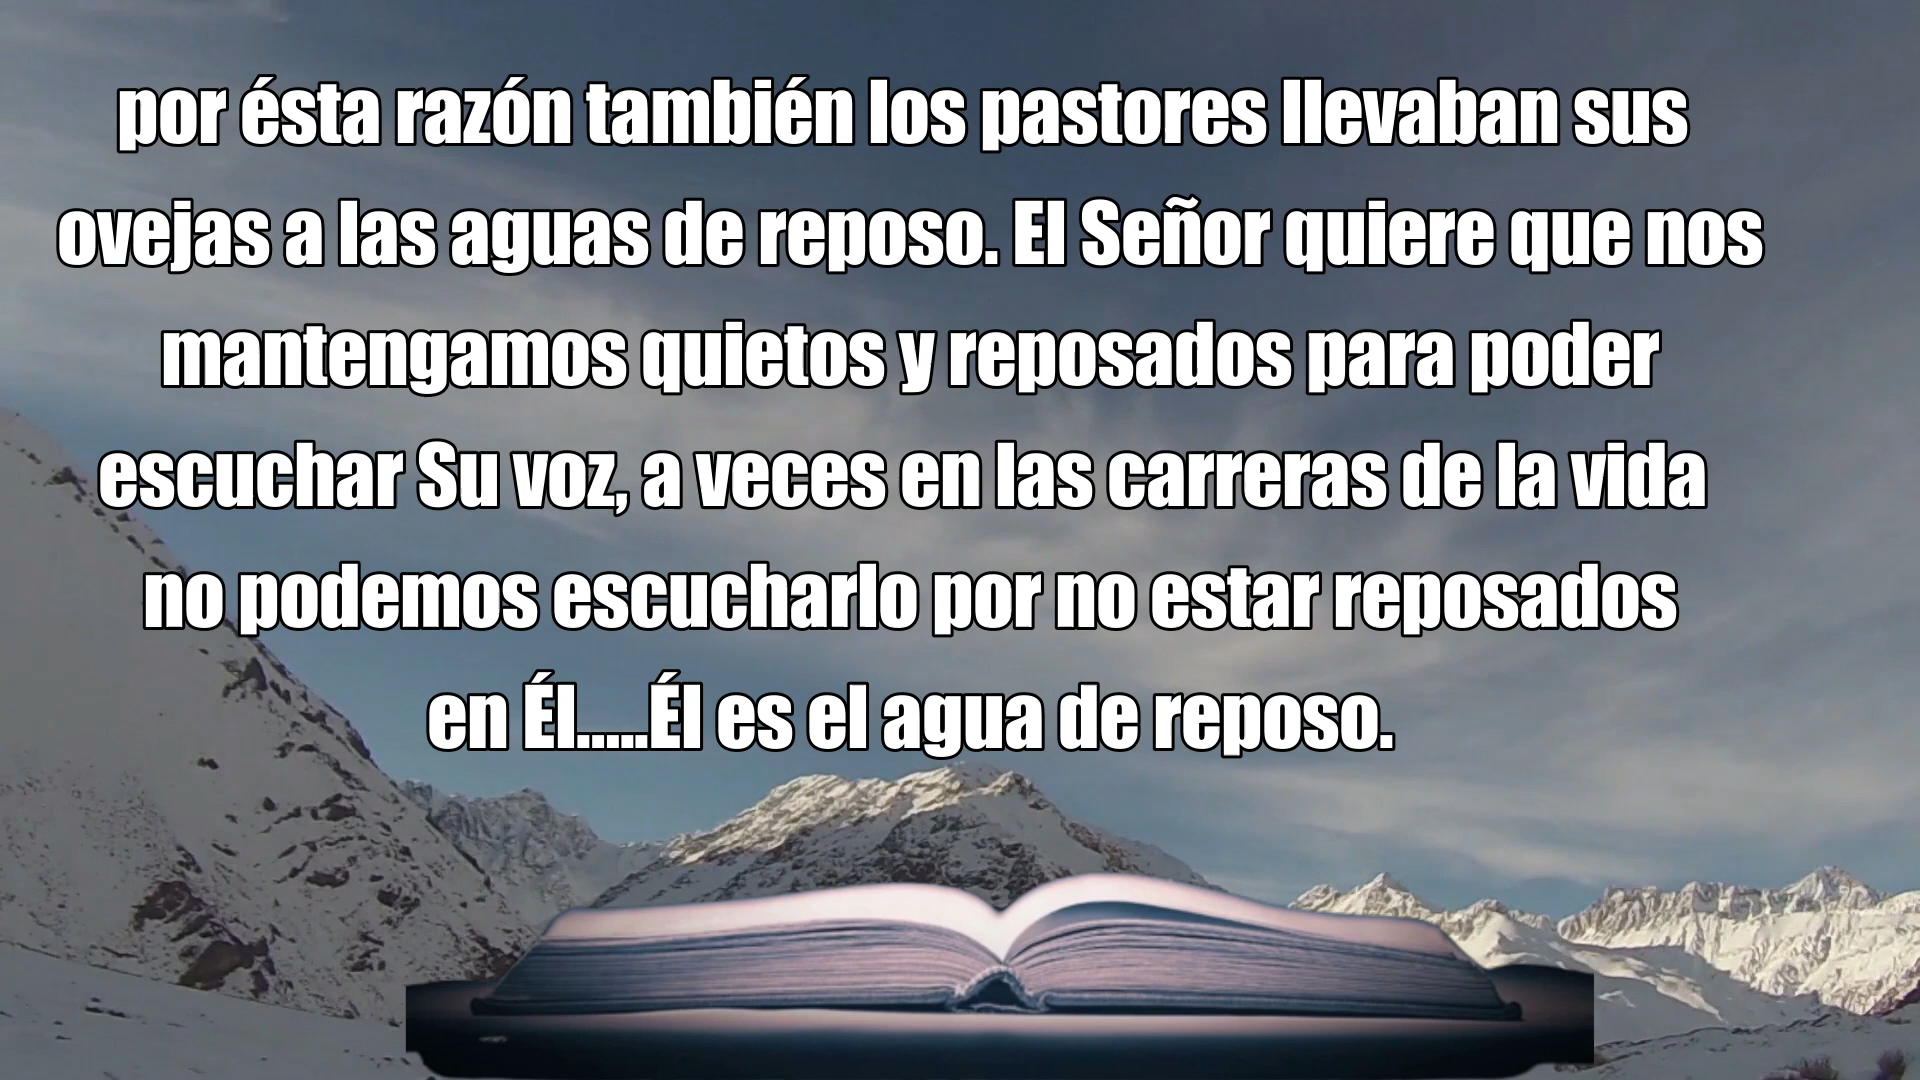 por ésta razón también los pastores llevaban sus
ovejas a las aguas de reposo. El Señor quiere que nos
mantengamos quietos y reposados para poder
escuchar Su voz, a veces en las carreras de la vida
no podemos escucharlo por no estar reposados
en Él.....Él es el agua de reposo.